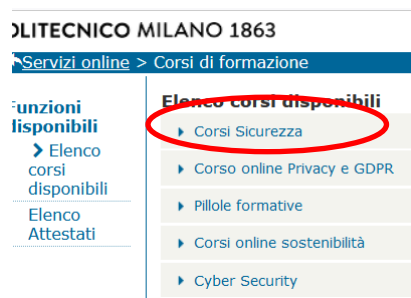 OLITECNICO MILANO 1863
Servizi online > Corsi di formazione
Funzioni
disponibili
Elenco
corsi
disponibili
Elenco
Attestati
Elenco corsi disponibili
Corsi Sicurezza
Corso online Privacy e GDPR
Pillole formative
Corsi online sostenibilità
Cyber Security